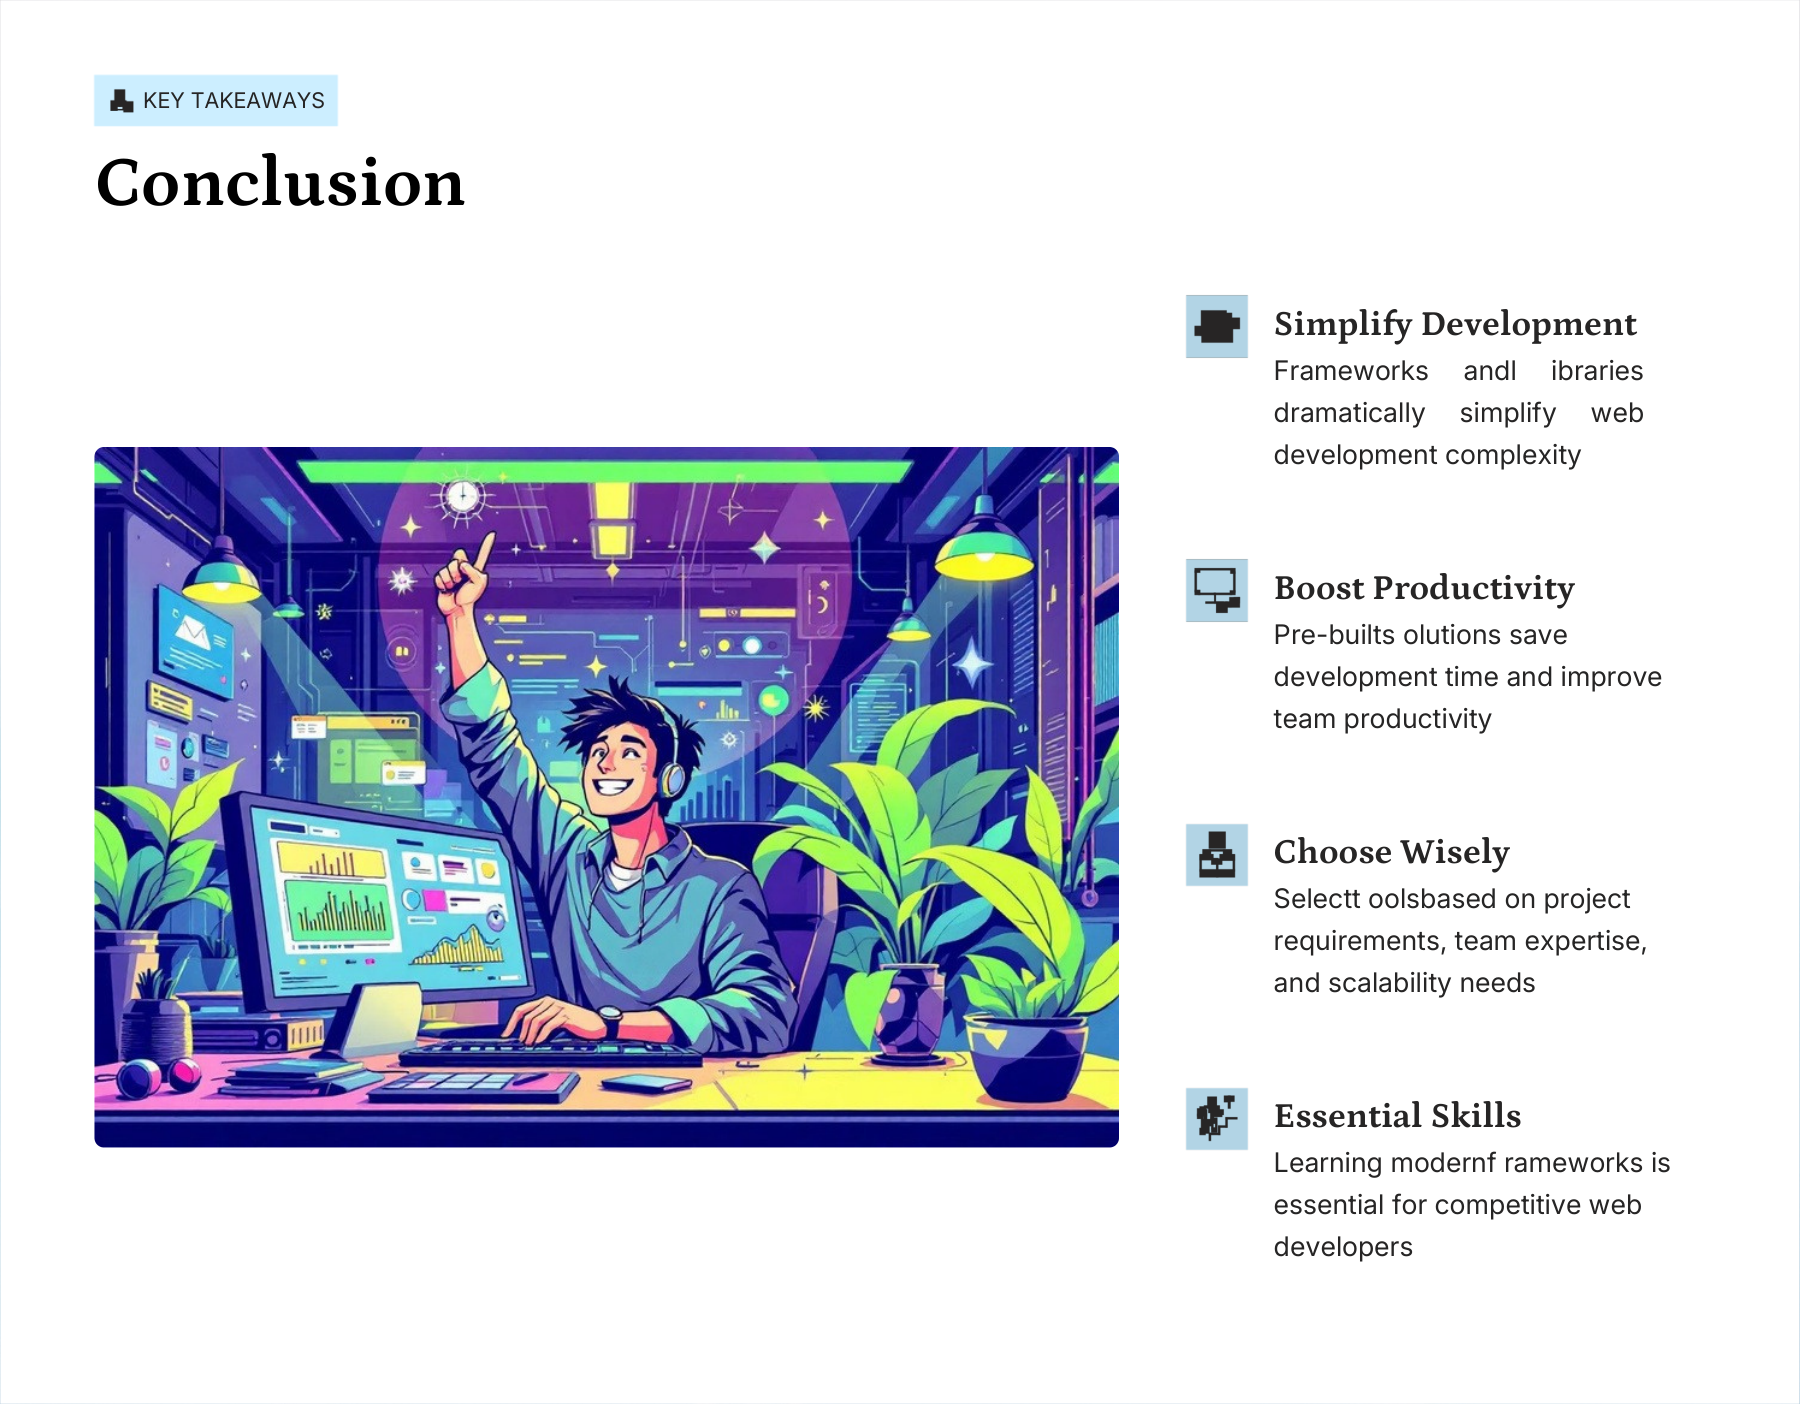 KEY TAKEAWAYS
Conclusion
Simplify Development
Frameworks andl ibraries
dramatically simplify web
development complexity
Boost Productivity
Pre-builts olutions save
development time and improve
team productivity
Choose Wisely
Selectt oolsbased on project
requirements, team expertise,
and scalability needs
Essential Skills
Learning modernf rameworks is
essential for competitive web
developers